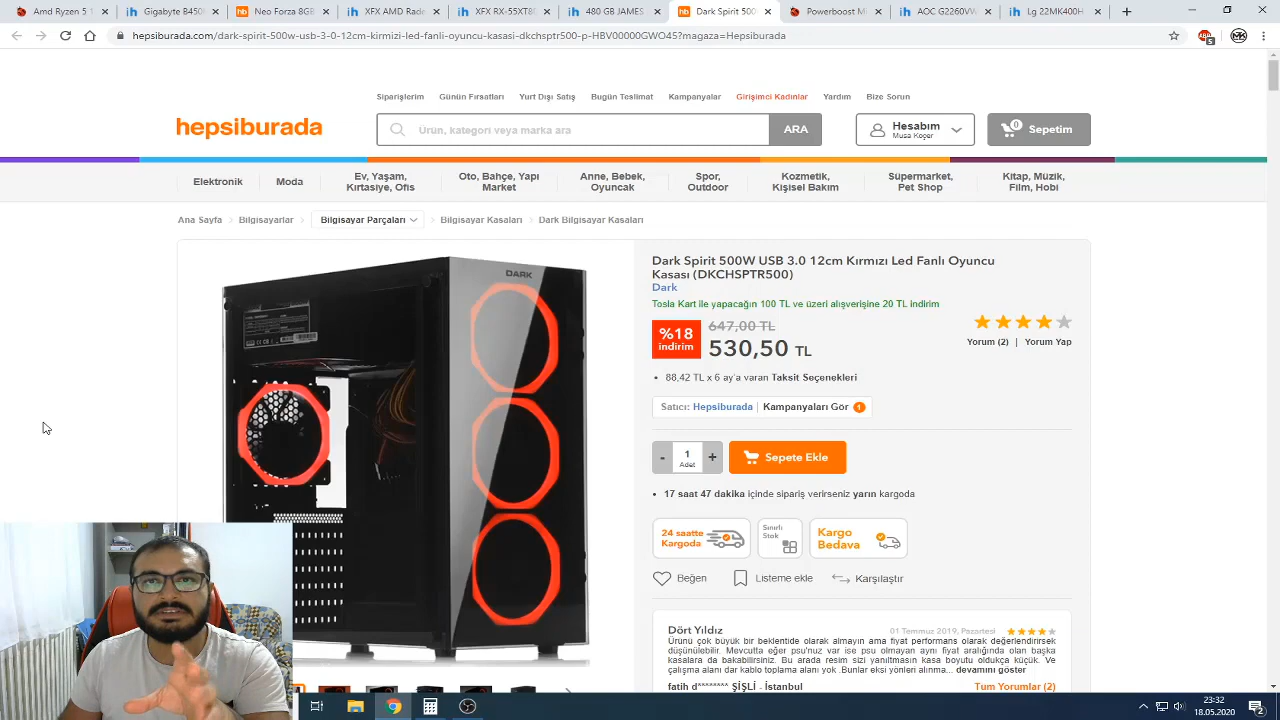 Amd Ryzen 5 1
Gigabyte B450
Neo Forza 8GB
XFX AMD Rade
XFX RX-55XT8
480 GB JAMES
Dark Spirit 500
Powerboost M
AOC G2260VW
Lg 22MK400H
hepsiburada.com/dark-spirit-500w-usb-3-0-12cm-kirmizi-led-fanli-oyuncu-kasasi-dkchsptr500-p-HBV00000GWO45?magaza=Hepsiburada
Siparişlerim Günün Fırsatları Yurt Dışı Satış Bugün Teslimat Kampanyalar Girişimci Kadınlar Yardım Bize Sorun
hepsiburada
Ürün, kategori veya marka ara
ARA
Hesabım
Musa Koçer
0 Sepetim
Elektronik
Moda
Ev, Yaşam,
Kırtasiye, Ofis
Oto, Bahçe, Yapı
Market
Anne, Bebek,
Oyuncak
Spor,
Outdoor
Kozmetik,
Kişisel Bakım
Süpermarket,
Pet Shop
Kitap, Müzik,
Film, Hobi
Ana Sayfa Bilgisayarlar Bilgisayar Parçaları Bilgisayar Kasaları Dark Bilgisayar Kasaları
DARK
Dark Spirit 500W USB 3.0 12cm Kırmızı Led Fanlı Oyuncu
Kasası (DKCHSPTR500)
Dark
Tosla Kart ile yapacağın 100 TL ve üzeri alışverişine 20 TL indirim
%18
indirim
647,00 TL
530,50 TL
Yorum (2) | Yorum Yap
88,42 TL x 6 ay'a varan Taksit Seçenekleri
Satıcı: Hepsiburada | Kampanyaları Gör 1
- 1 +
Adet
Sepete Ekle
17 saat 47 dakika içinde sipariş verirseniz yarın kargoda
24 saatte
Kargoda
Sınırlı
Stok
Kargo
Bedava
Beğen
Listeme ekle
Karşılaştır
Dört Yıldız
01 Temmuz 2019, Pazartesi
Ürünü çok büyük bir beklentide olarak almayın ama fiyat performans olarak değerlendirirsek
düşünülebilir. Mevcutta eğer psu'nuz var ise psu olmayan aynı fiyat aralığında olan başka
kasalara da bakabilirsiniz. Bu arada resim sizi yanıltmasın kasa boyutu oldukça küçük. Ve
çalışma alanı dar kablo toplama alanı yok .Bunlar eksi yönleri alınma... devamını göster
fatih d******** ŞİŞLİ - İstanbul
Tum Yorumlar (2)
23:32
18.05.2020
2